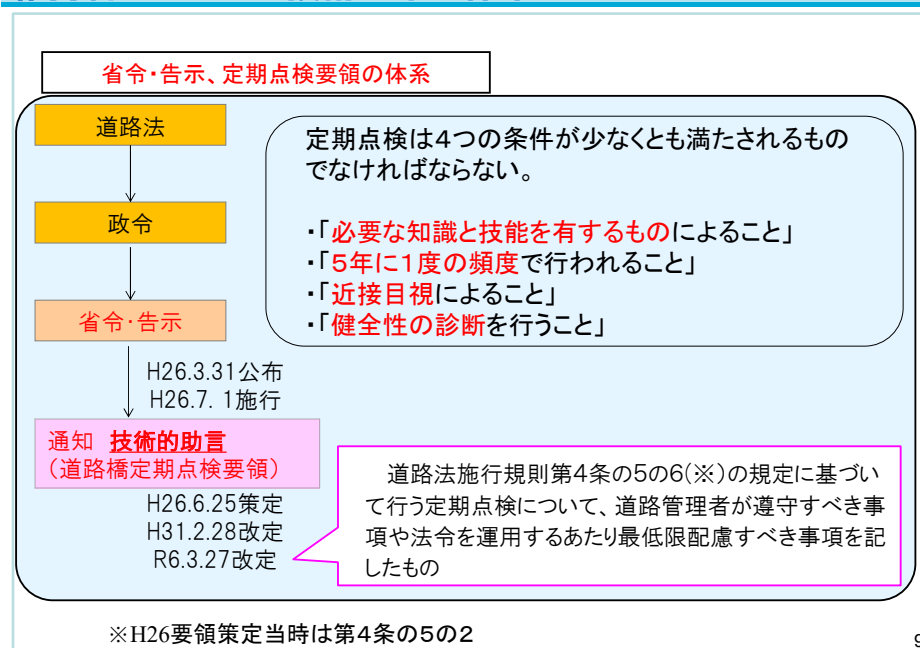 省令・告示、定期点検要領の体系
道路法
政令
省令・告示
H26.3.31公布
H26.7. 1施行
通知 技術的助言
(道路橋定期点検要領)
H26.6.25策定
H31.2.28改定
R6.3.27改定
定期点検は4つの条件が少なくとも満たされるもの
でなければならない。
・「必要な知識と技能を有するものによること」
・「5年に1度の頻度で行われること」
・「近接目視によること」
・「健全性の診断を行うこと」
道路法施行規則第4条の5の6(※)の規定に基づい
て行う定期点検について、道路管理者が遵守すべき事
項や法令を運用するあたり最低限配慮すべき事項を記
したもの
※H26要領策定当時は第4条の5の2
9